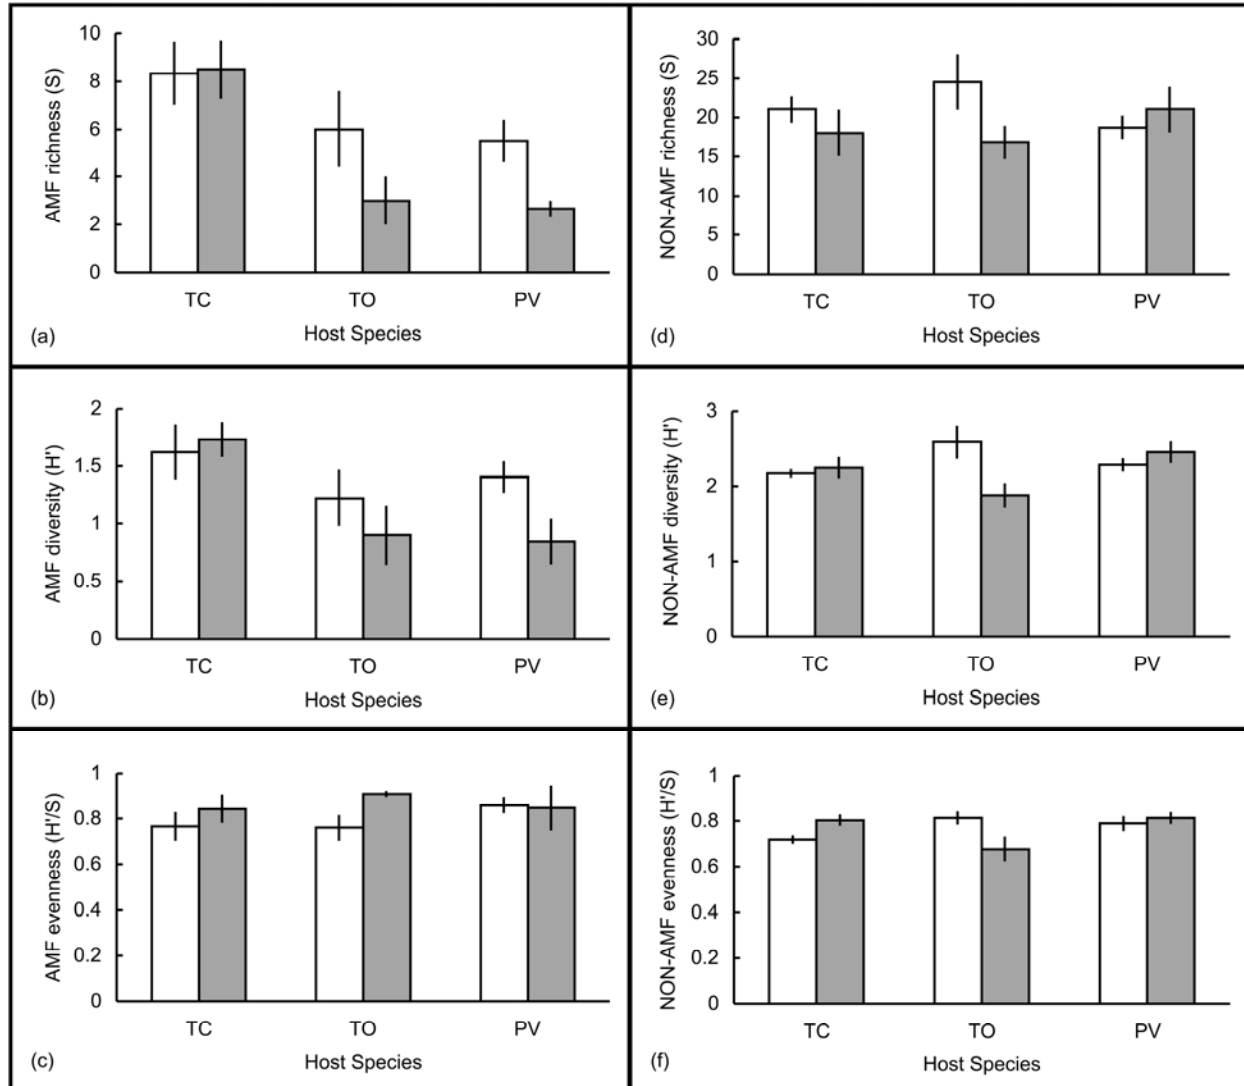 AMF richness (S)
10
8
6
4
2
0
TC TO PV
(a) Host Species
NON-AMF richness (S)
30
25
20
15
10
5
0
TC TO PV
(d) Host Species
AMF diversity (H')
2
1.5
1
0.5
0
TC TO PV
(b) Host Species
NON-AMF diversity (H')
3
2
1
0
TC TO PV
(e) Host Species
AMF evenness (H'/S)
1
0.8
0.6
0.4
0.2
0
TC TO PV
(c) Host Species
NON-AMF evenness (H'/S)
1
0.8
0.6
0.4
0.2
0
TC TO PV
(f) Host Species